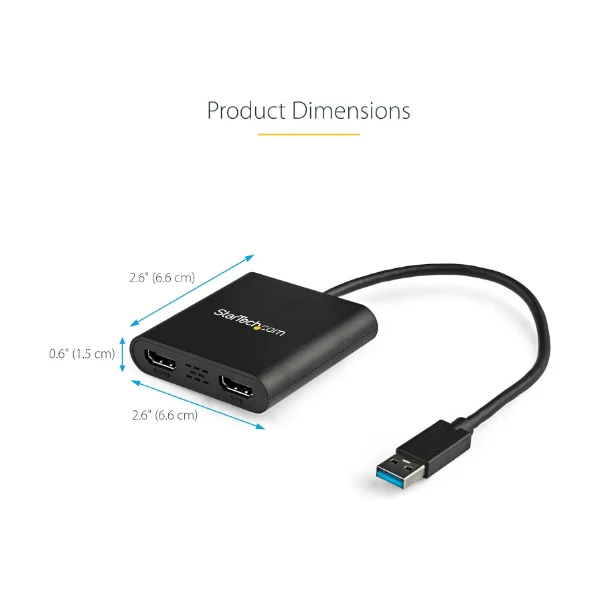 Product Dimensions
2.6" (6.6 cm)
StarTech.com
0.6" (1.5 cm)
2.6" (6.6 cm)